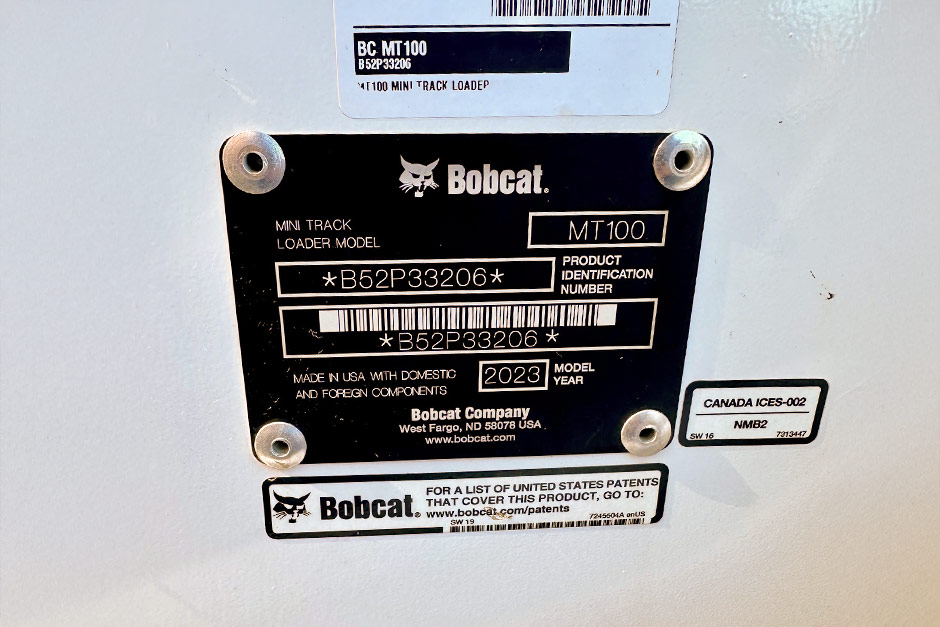 BC MT100
B52P33206
MT100 MINI TRACK LOADER
Bobcat®
MINI TRACK
LOADER MODEL
MT100
*B52P33206*
PRODUCT
IDENTIFICATION
NUMBER
*B52P33206*
MADE IN USA WITH DOMESTIC
AND FOREIGN COMPONENTS
2023
MODEL
YEAR
Bobcat Company
West Fargo, ND 58078 USA
www.bobcat.com
CANADA ICES-002
NMB2
SW 16 7313447
Bobcat®
FOR A LIST OF UNITED STATES PATENTS
THAT COVER THIS PRODUCT, GO TO:
www.bobcat.com/patents
SW 19 7245504A enUS